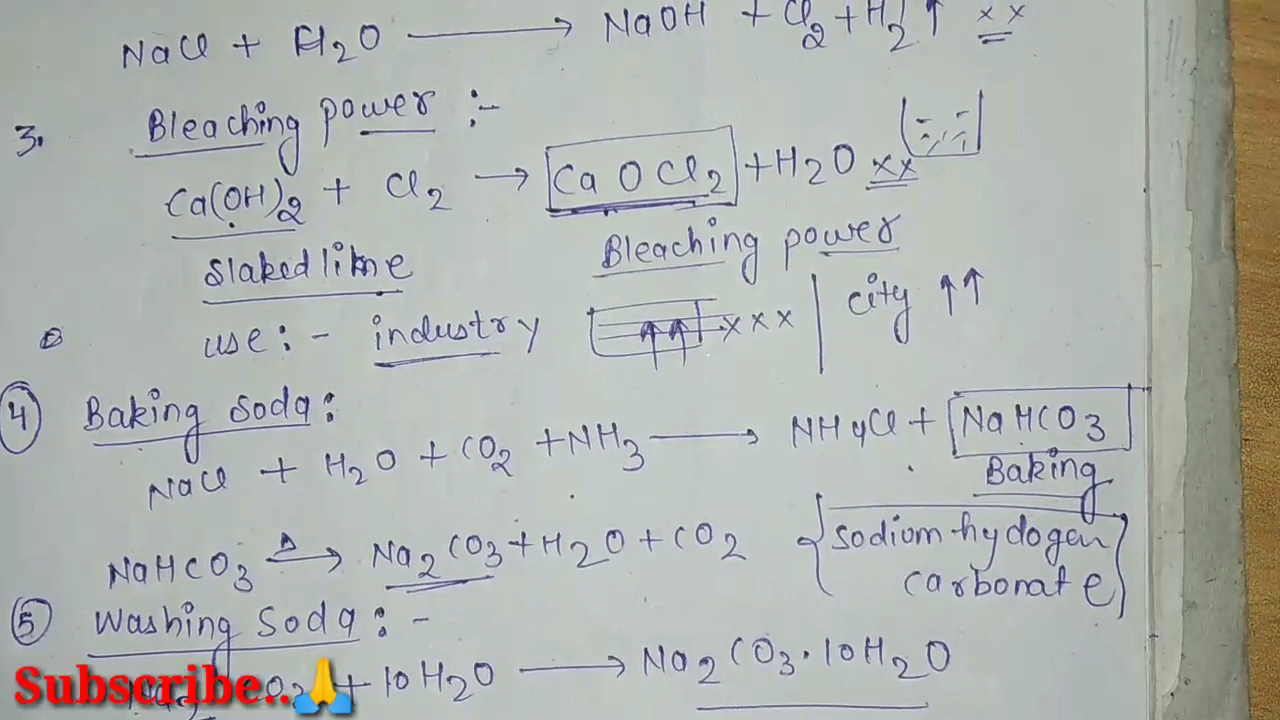 NaCl + H2O ⟶ NaOH + Cl2 + H2↑ xx
3. Bleaching power :-
Ca(OH)2 + Cl2 → CaOCl2 + H2O xx
Slaked lime Bleaching power
use :- industry ↑↑ xxx | city ↑↑
4 Baking Soda :
NaCl + H2O + CO2 + NH3 ⟶ NH4Cl + NaHCO3
Baking
NaHCO3 Δ→ Na2CO3 + H2O + CO2 {sodiom hydogen
carbonate}
5 Washing Soda : -
+ 10H2O ⟶ Na2CO3.10H2O
Subscribe..🙏